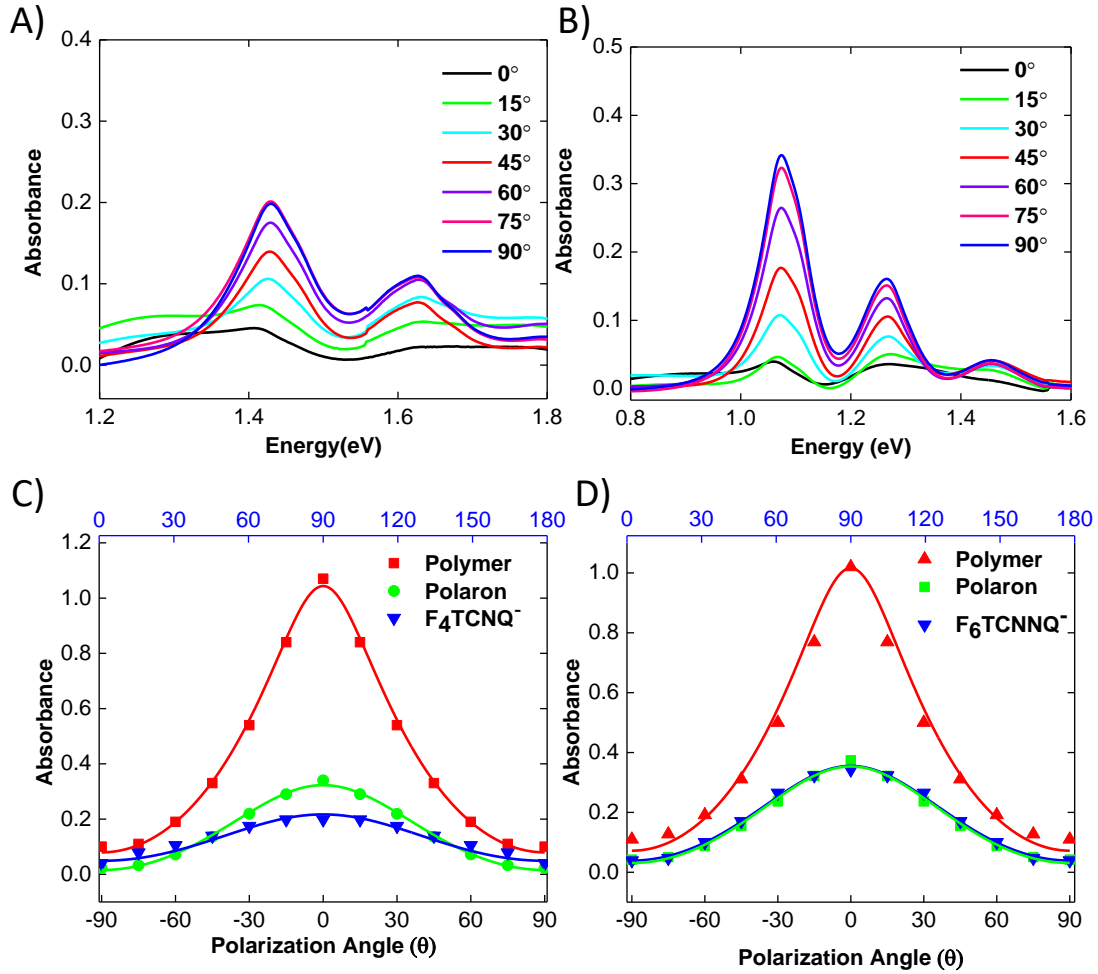 A)
0.4
0.3
0.2
0.1
0.0
Absorbance
1.2 1.4 1.6 1.8
Energy(eV)
0°
15°
30°
45°
60°
75°
90°
B)
0.5
0.4
0.3
0.2
0.1
0.0
Absorbance
0.8 1.0 1.2 1.4 1.6
Energy (eV)
0°
15°
30°
45°
60°
75°
90°
C)
0 30 60 90 120 150 180
1.2
1.0
0.8
0.6
0.4
0.2
0.0
Absorbance
Polymer
Polaron
F4TCNQ-
-90 -60 -30 0 30 60 90
Polarization Angle (θ)
D)
0 30 60 90 120 150 180
1.0
0.8
0.6
0.4
0.2
0.0
Absorbance
Polymer
Polaron
F6TCNNQ-
-90 -60 -30 0 30 60 90
Polarization Angle (θ)